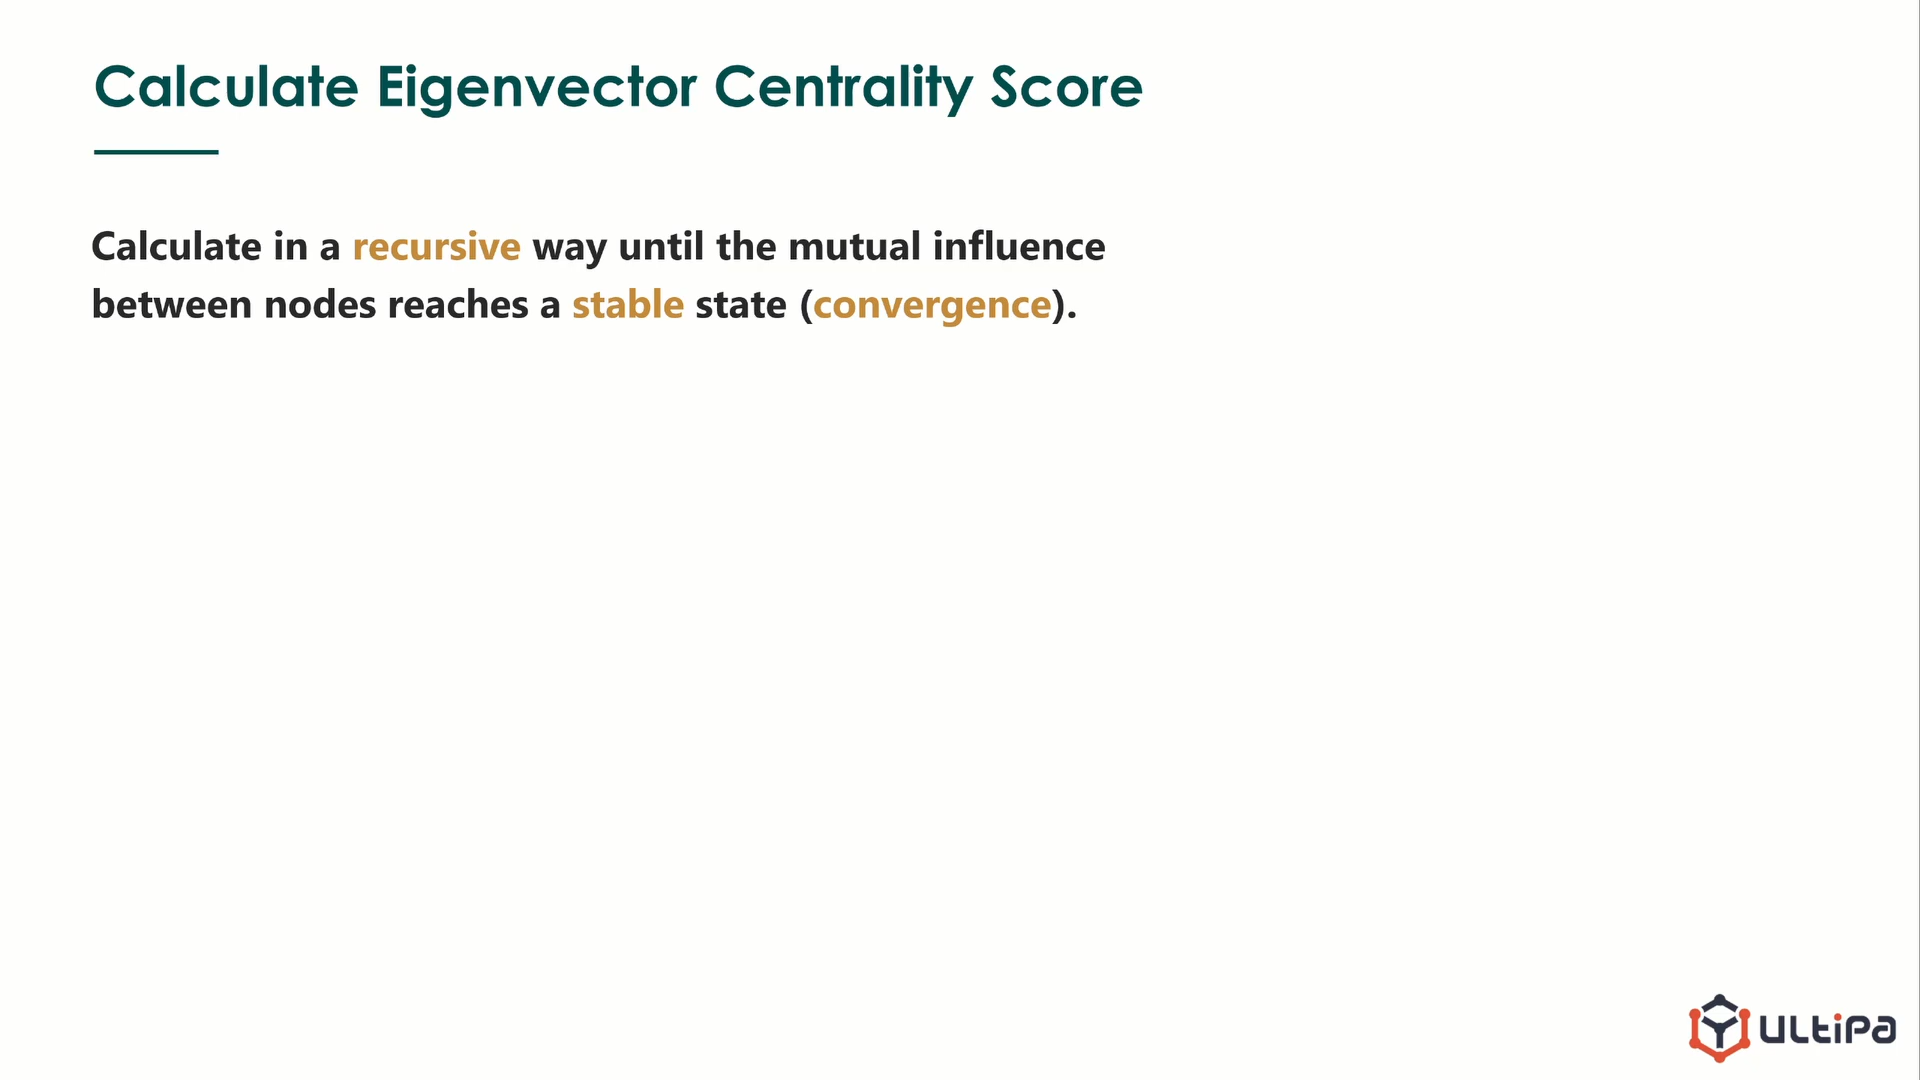 Calculate Eigenvector Centrality Score
Calculate in a recursive way until the mutual influence
between nodes reaches a stable state (convergence).
ULtiPa